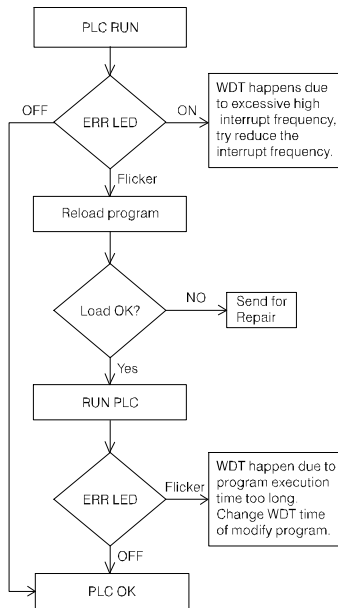 PLC RUN
OFF
ERR LED
ON
WDT happens due
to excessive high
interrupt frequency,
try reduce the
interrupt frequency.
Flicker
Reload program
Load OK?
NO
Send for
Repair
Yes
RUN PLC
ERR LED
Flicker
WDT happen due to
program execution
time too long.
Change WDT time
of modify program.
OFF
PLC OK